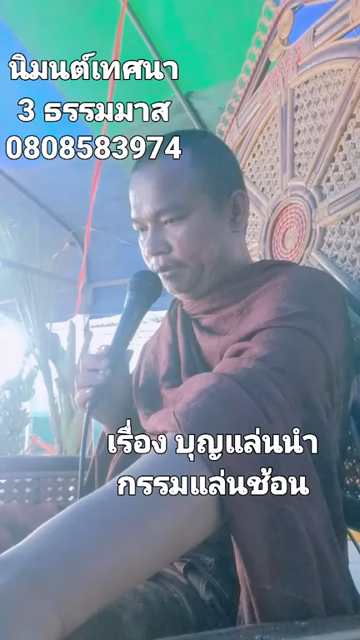 นิมนต์เทศนา
3 ธรรมมาส
0808583974
เรื่อง บุญแล่นนำ
กรรมแล่นซ้อน